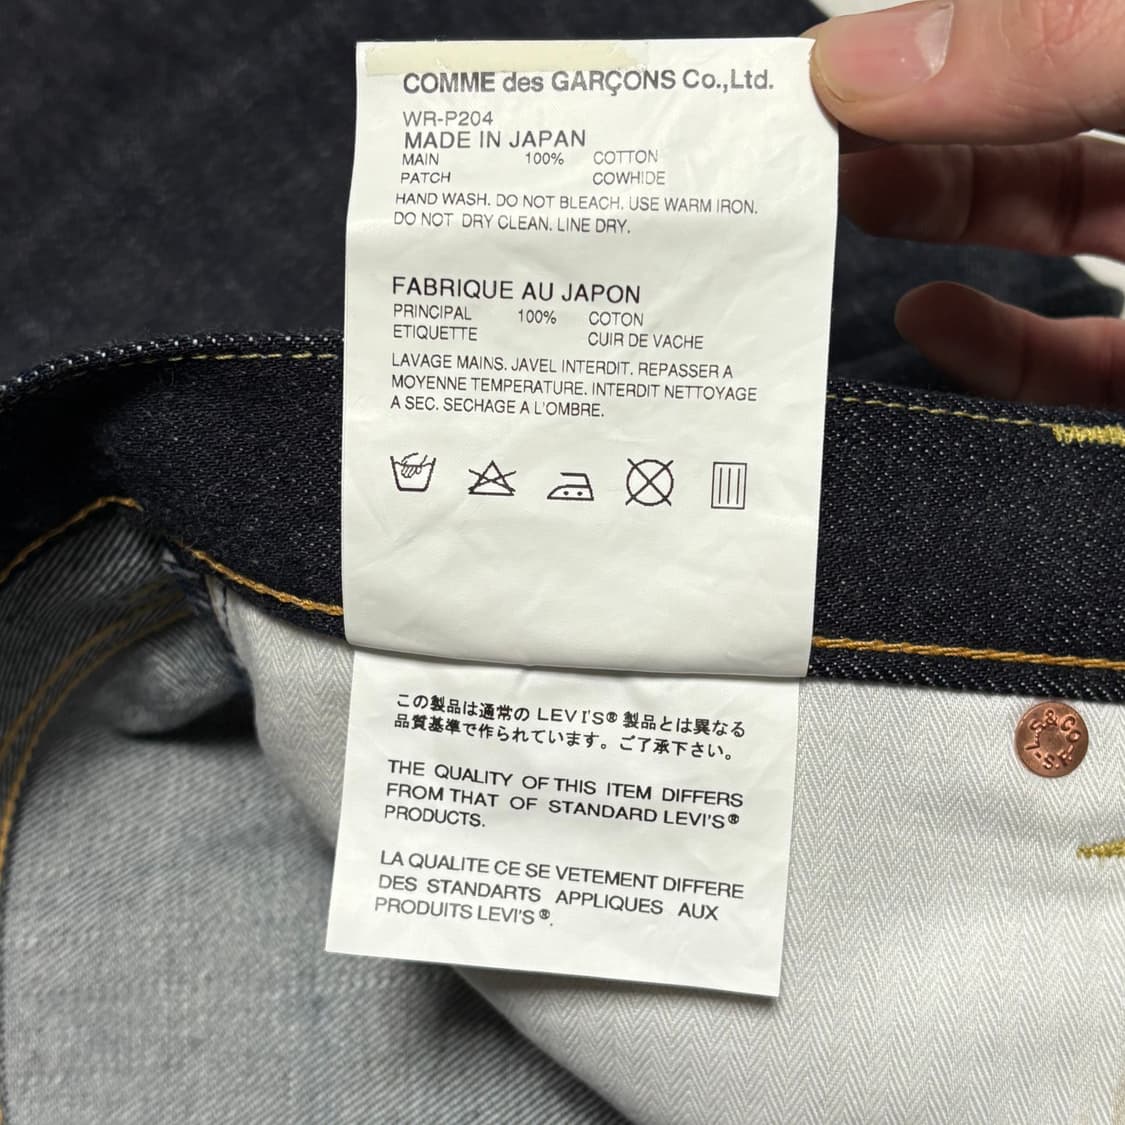 COMME des GARÇONS Co.,Ltd.
WR-P204
MADE IN JAPAN
MAIN 100% COTTON
PATCH COWHIDE
HAND WASH. DO NOT BLEACH. USE WARM IRON.
DO NOT DRY CLEAN. LINE DRY.
FABRIQUE AU JAPON
PRINCIPAL 100% COTON
ETIQUETTE CUIR DE VACHE
LAVAGE MAINS. JAVEL INTERDIT. REPASSER A
MOYENNE TEMPERATURE. INTERDIT NETTOYAGE
A SEC. SECHAGE A L'OMBRE.
この製品は通常の LEVI'S® 製品とは異なる
品質基準で作られています。ご了承下さい。
THE QUALITY OF THIS ITEM DIFFERS
FROM THAT OF STANDARD LEVI'S®
PRODUCTS.
LA QUALITE CE SE VETEMENT DIFFERE
DES STANDARTS APPLIQUES AUX
PRODUITS LEVI'S®.
L.S.&CO.-S.F.-